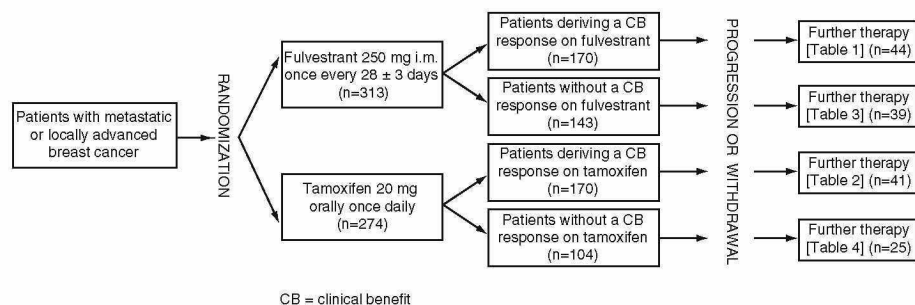 Patients with metastatic
or locally advanced
breast cancer
RANDOMIZATION
Fulvestrant 250 mg i.m.
once every 28 ± 3 days
(n=313)
Tamoxifen 20 mg
orally once daily
(n=274)
Patients deriving a CB
response on fulvestrant
(n=170)
Patients without a CB
response on fulvestrant
(n=143)
Patients deriving a CB
response on tamoxifen
(n=170)
Patients without a CB
response on tamoxifen
(n=104)
PROGRESSION OR WITHDRAWAL
Further therapy
[Table 1] (n=44)
Further therapy
[Table 3] (n=39)
Further therapy
[Table 2] (n=41)
Further therapy
[Table 4] (n=25)
CB = clinical benefit